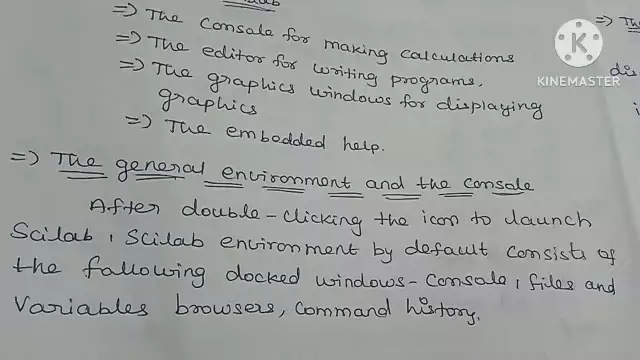 => The Console for making calculations
=> The editor for writing programs.
=> The graphics windows for displaying
graphics
=> The embedded help.
=> The general environment and the console
After double-clicking the icon to launch
Scilab, Scilab environment by default consists of
the following docked windows - Console, files and
Variables browsers, Command history.
=> The
dis
K
KINEMASTER